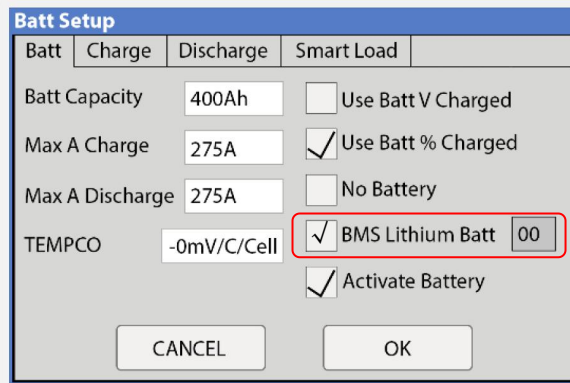 Batt Setup
Batt Charge Discharge Smart Load
Batt Capacity 400Ah Use Batt V Charged
Max A Charge 275A Use Batt % Charged
Max A Discharge 275A No Battery
TEMPCO -0mV/C/Cell BMS Lithium Batt 00
Activate Battery
CANCEL OK